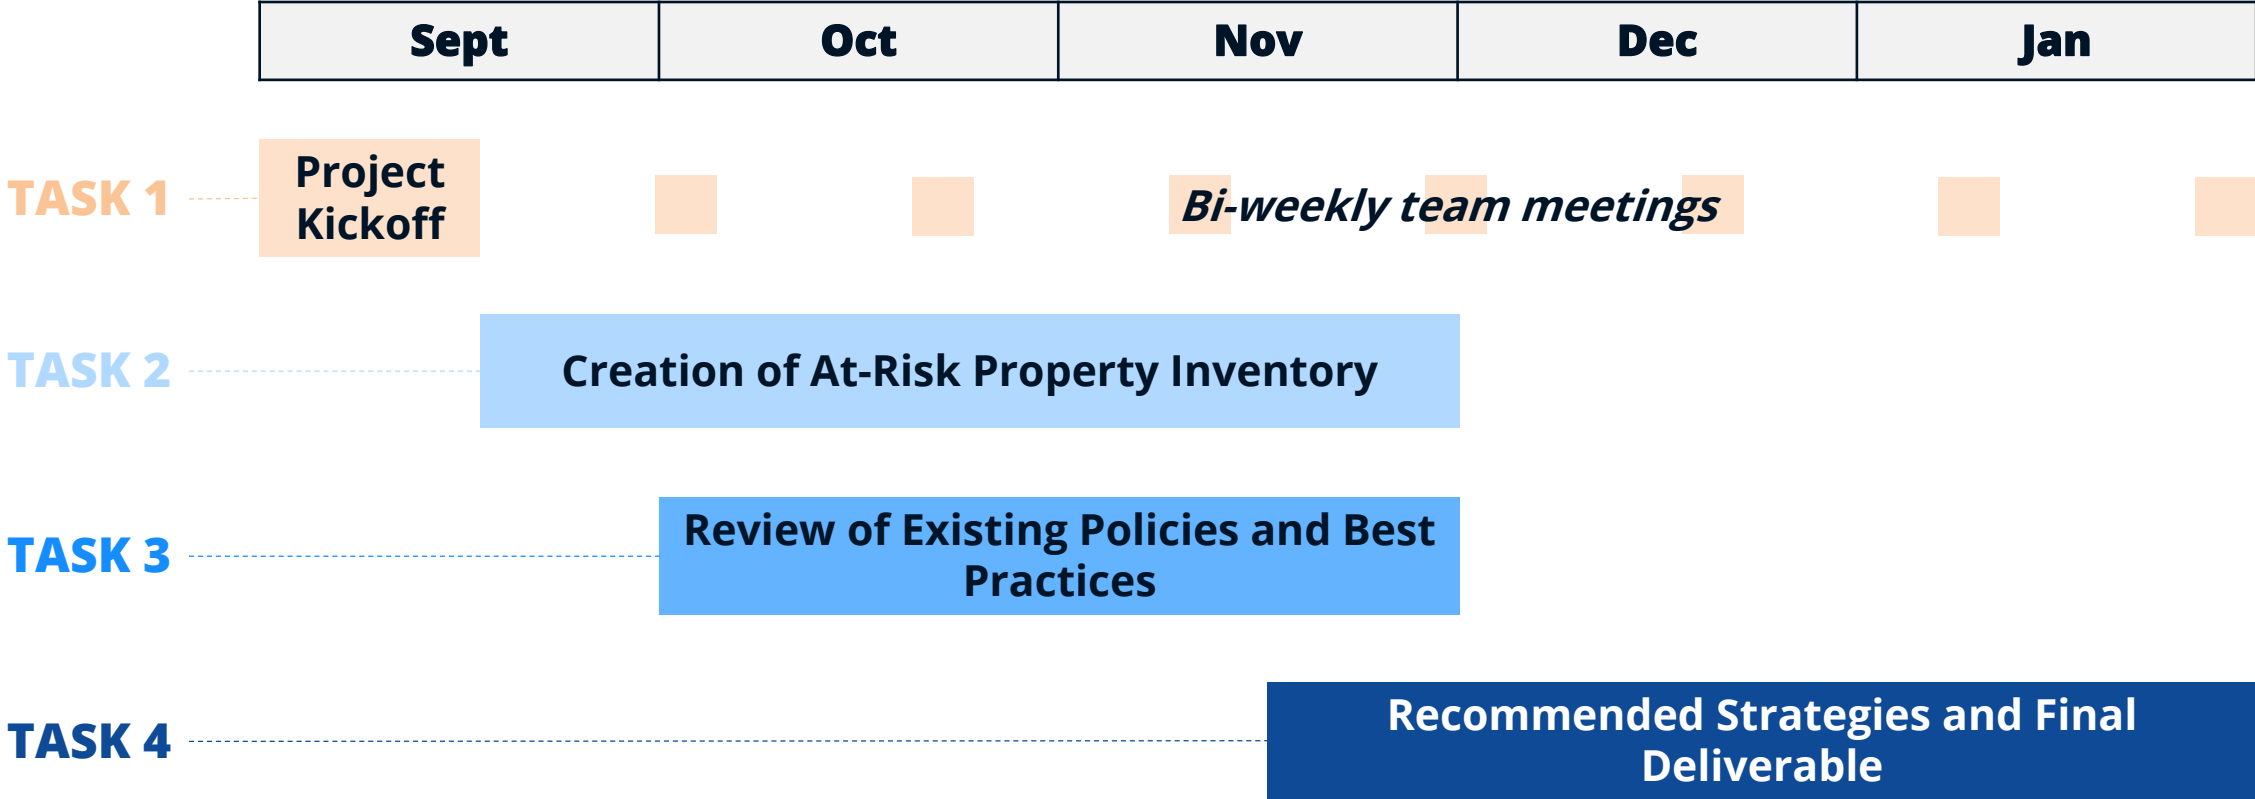 Sept Oct Nov Dec Jan
TASK 1
Project
Kickoff
Bi-weekly team meetings
TASK 2
Creation of At-Risk Property Inventory
TASK 3
Review of Existing Policies and Best
Practices
TASK 4
Recommended Strategies and Final
Deliverable